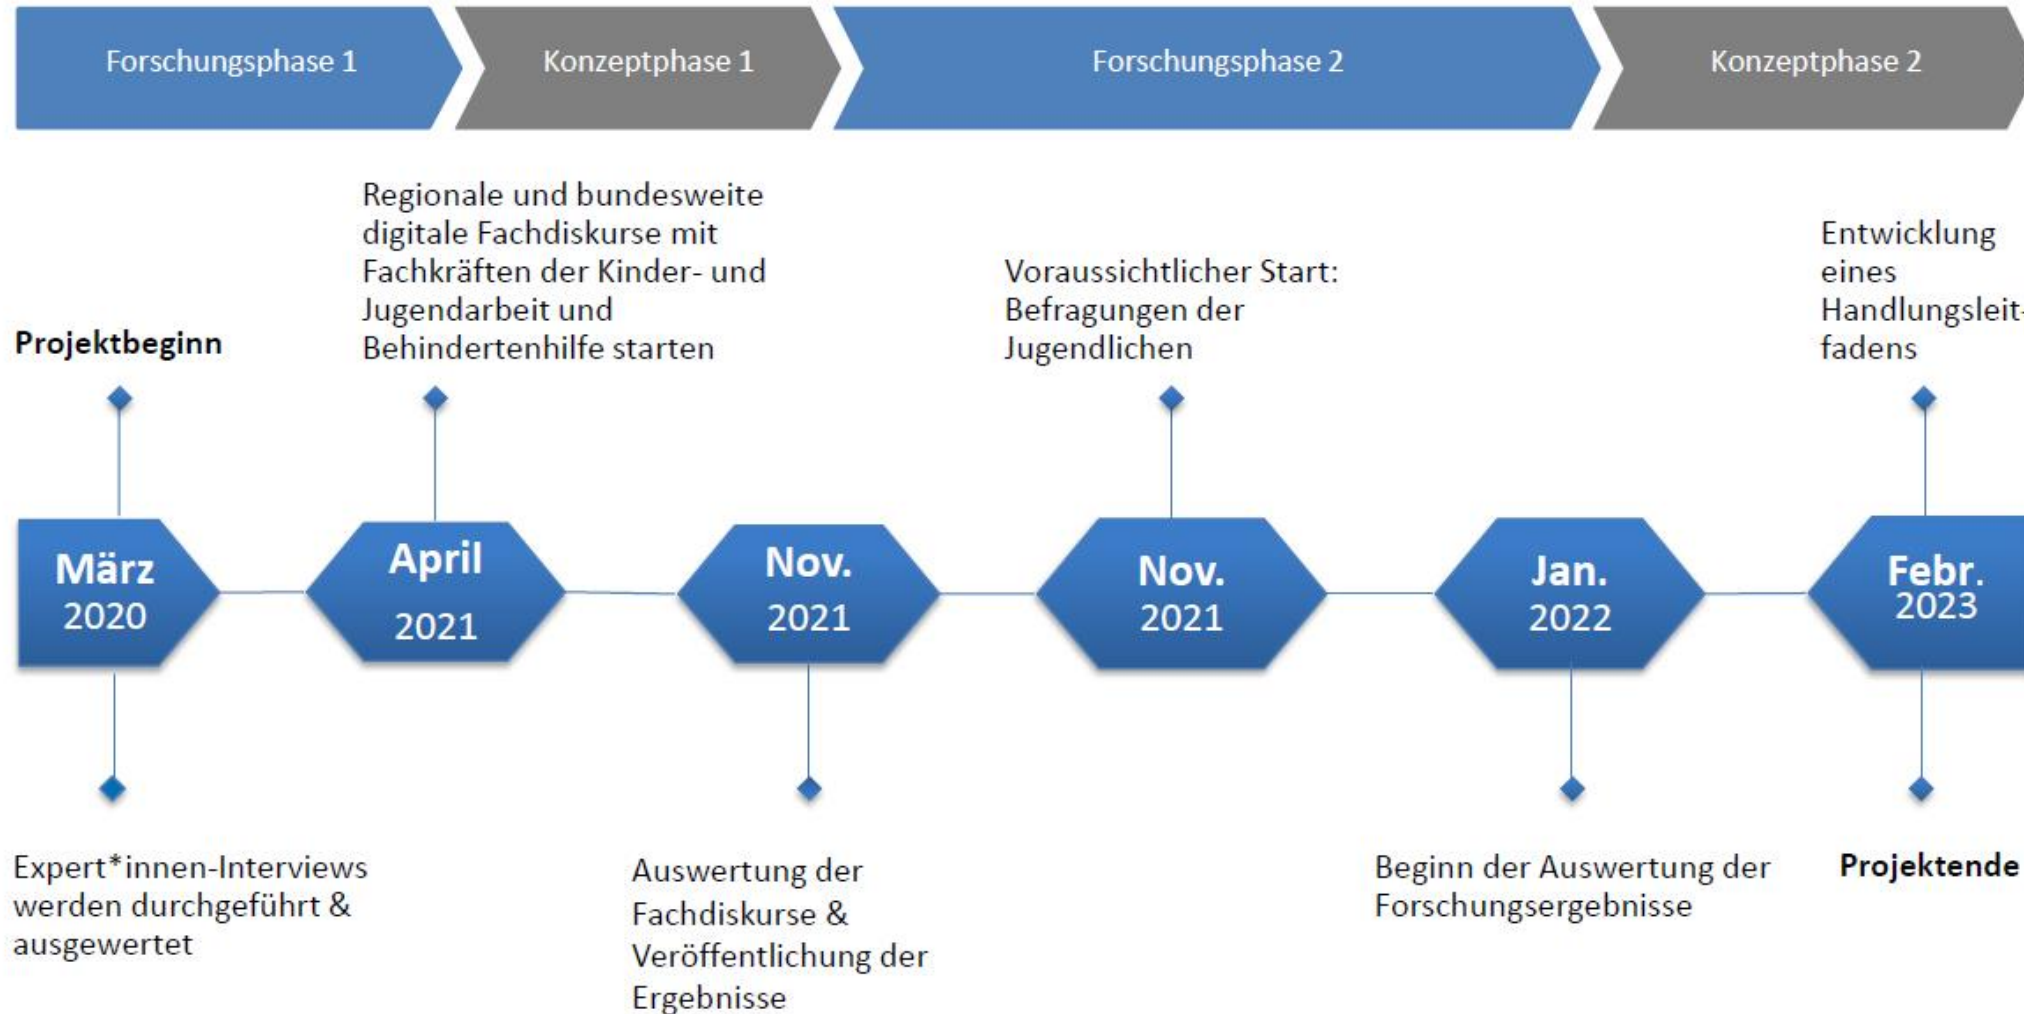 Forschungsphase 1
Konzeptphase 1
Forschungsphase 2
Konzeptphase 2
Projektbeginn
Regionale und bundesweite
digitale Fachdiskurse mit
Fachkräften der Kinder- und
Jugendarbeit und
Behindertenhilfe starten
Voraussichtlicher Start:
Befragungen der
Jugendlichen
Entwicklung
eines
Handlungsleit-
fadens
März
2020
April
2021
Nov.
2021
Nov.
2021
Jan.
2022
Febr.
2023
Expert*innen-Interviews
werden durchgeführt &
ausgewertet
Auswertung der
Fachdiskurse &
Veröffentlichung der
Ergebnisse
Beginn der Auswertung der
Forschungsergebnisse
Projektende